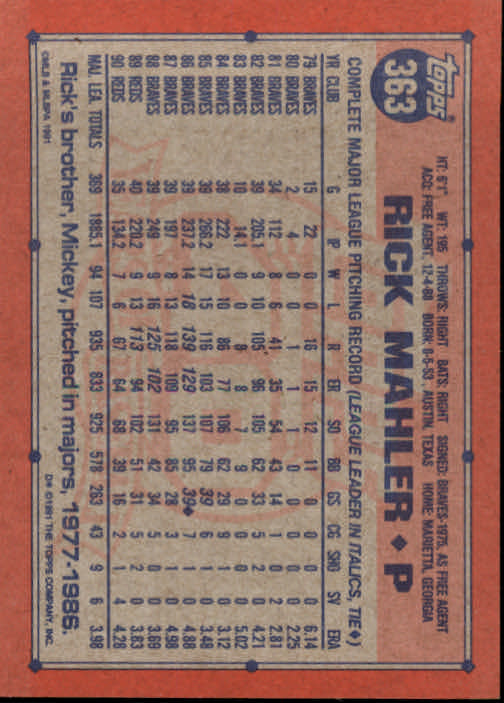 Topps
363
HT: 6'1" WT: 195 THROWS: RIGHT BATS: RIGHT SIGNED: BRAVES-1975, AS FREE AGENT
ACQ: FREE AGENT, 12-4-88 BORN: 8-5-53, AUSTIN, TEXAS HOME: MARIETTA, GEORGIA
RICK MAHLER ♦ P
COMPLETE MAJOR LEAGUE PITCHING RECORD (LEAGUE LEADER IN ITALICS, TIE♦)
YR CLUB G IP W L R ER SO BB GS CG SHO SV ERA
79 BRAVES 15 22 0 0 16 15 12 11 0 0 0 0 6.14
80 BRAVES 2 4 0 0 1 1 1 0 0 0 0 0 2.25
81 BRAVES 34 112 8 6 41 35 54 43 14 1 0 2 2.81
82 BRAVES 39 205.1 9 10 105 96 105 62 33 5 2 0 4.21
83 BRAVES 10 14.1 0 0 8 8 7 9 0 0 0 0 5.02
84 BRAVES 38 222 13 10 86 77 106 62 29 9 1 0 3.12
85 BRAVES 39 266.2 17 15 116 103 107 79 39 6 1 0 3.48
86 BRAVES 39 237.2 14 18 139 129 137 95 39♦ 7 1 0 4.88
87 BRAVES 39 197 8 13 118 109 95 85 28 3 1 0 4.98
88 BRAVES 39 249 9 16 125 102 131 42 34 5 0 0 3.69
89 REDS 40 220.2 9 13 113 94 102 51 31 5 2 0 3.83
90 REDS 35 134.2 7 6 67 64 68 39 16 2 1 4 4.28
MAJ. LEA. TOTALS 369 1885.1 94 107 935 833 925 578 263 43 9 6 3.98
Rick's brother, Mickey, pitched in majors, 1977-1986.
©MLB & MLBPA 1991
D* © 1991 THE TOPPS COMPANY, INC.